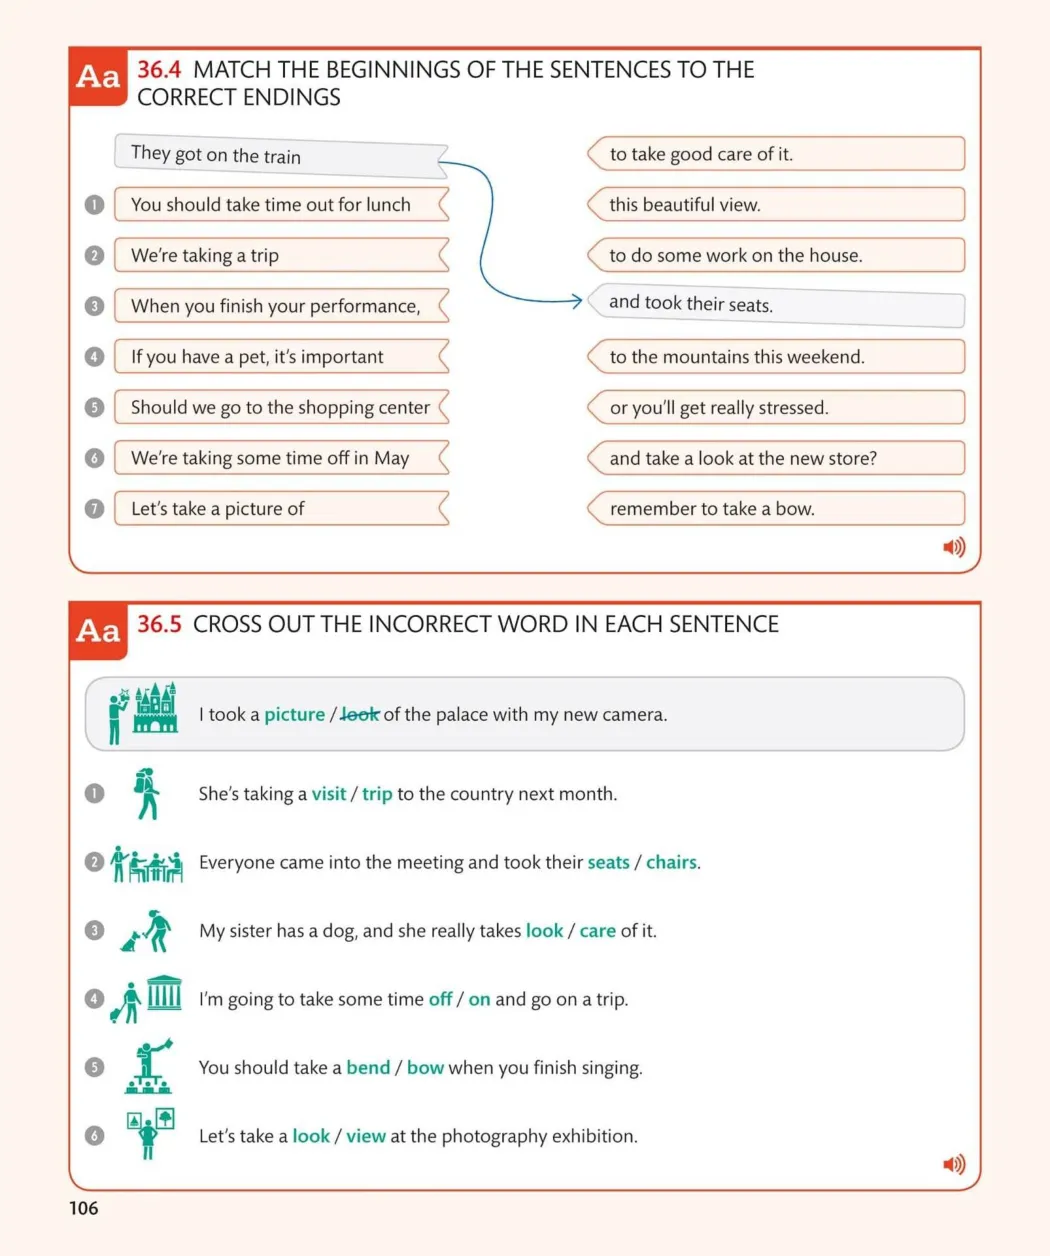 Aa
36.4 MATCH THE BEGINNINGS OF THE SENTENCES TO THE
CORRECT ENDINGS
They got on the train
to take good care of it.
1 You should take time out for lunch
this beautiful view.
2 We're taking a trip
to do some work on the house.
3 When you finish your performance,
and took their seats.
4 If you have a pet, it's important
to the mountains this weekend.
5 Should we go to the shopping center
or you'll get really stressed.
6 We're taking some time off in May
and take a look at the new store?
7 Let's take a picture of
remember to take a bow.
Aa
36.5 CROSS OUT THE INCORRECT WORD IN EACH SENTENCE
I took a picture / look of the palace with my new camera.
1 She's taking a visit / trip to the country next month.
2 Everyone came into the meeting and took their seats / chairs.
3 My sister has a dog, and she really takes look / care of it.
4 I'm going to take some time off / on and go on a trip.
5 You should take a bend / bow when you finish singing.
6 Let's take a look / view at the photography exhibition.
106